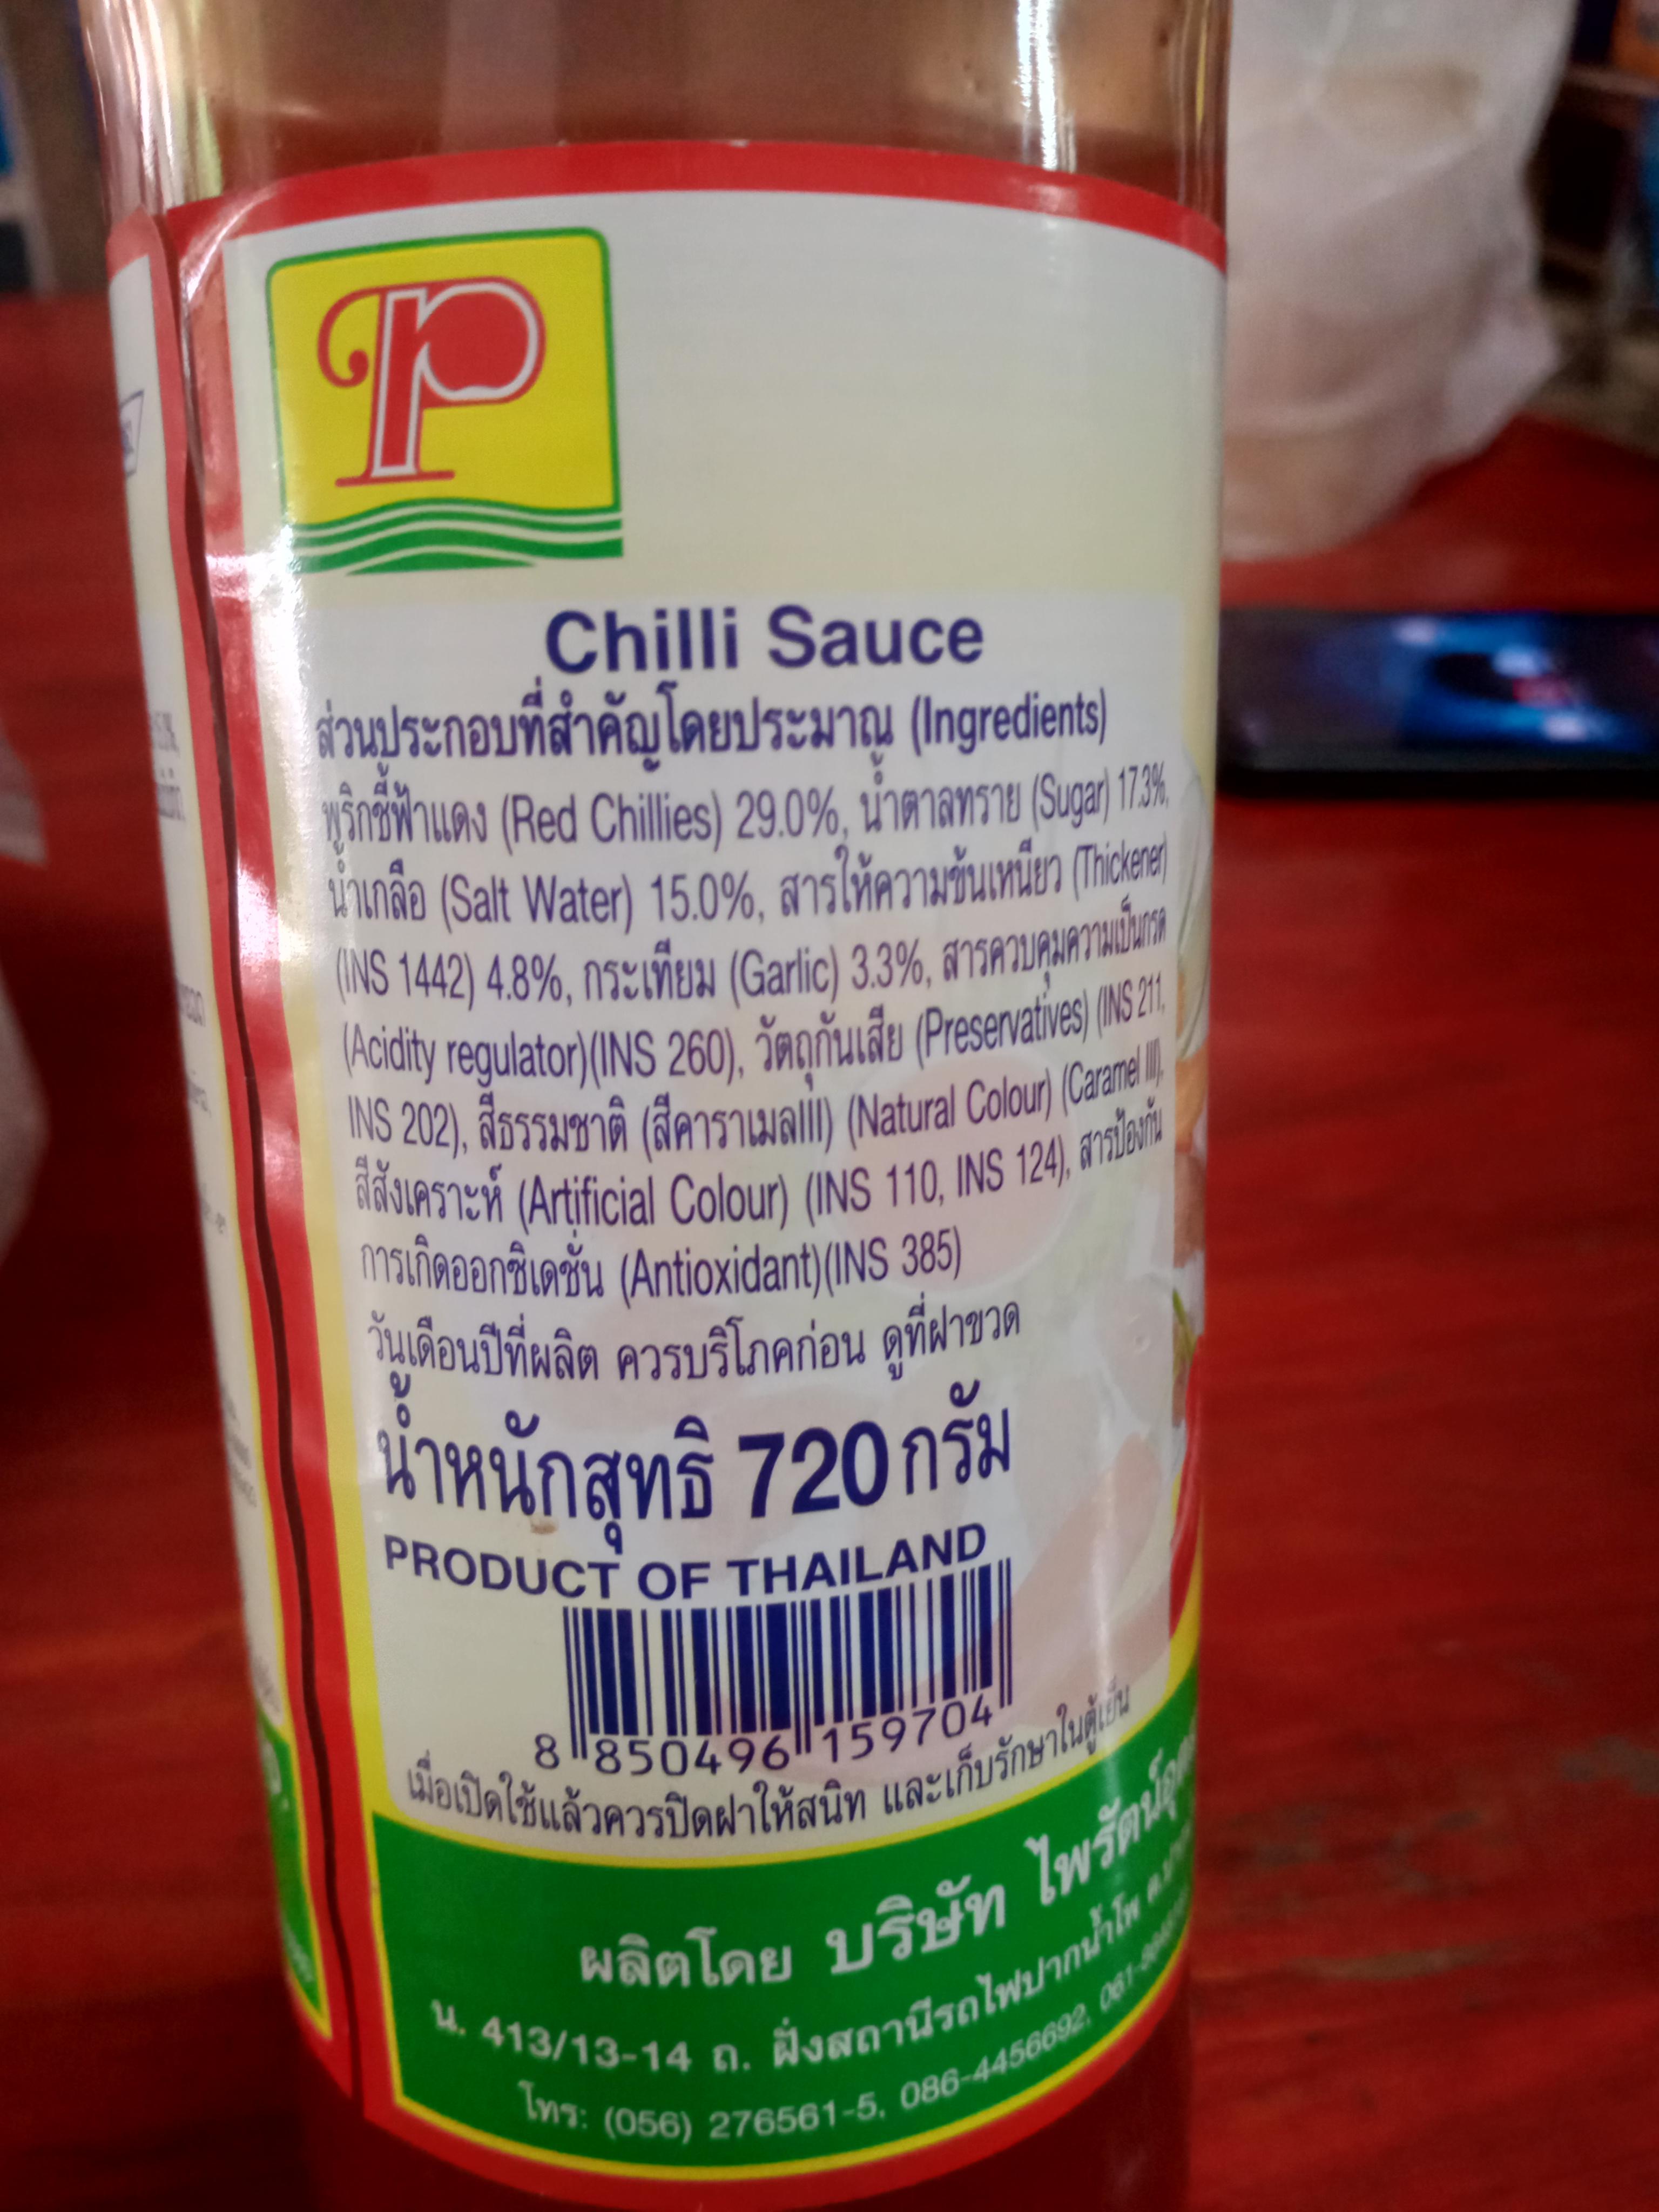 P
Chilli Sauce
ส่วนประกอบที่สำคัญโดยประมาณ (Ingredients)
พริกชี้ฟ้าแดง (Red Chillies) 29.0%, น้ำตาลทราย (Sugar) 17.3%,
น้ำเกลือ (Salt Water) 15.0%, สารให้ความข้นเหนียว (Thickener)
(INS 1442) 4.8%, กระเทียม (Garlic) 3.3%, สารควบคุมความเป็นกรด
(Acidity regulator)(INS 260), วัตถุกันเสีย (Preservatives) (INS 211,
INS 202), สีธรรมชาติ (สีคาราเมลIII) (Natural Colour) (Caramel III),
สีสังเคราะห์ (Artificial Colour) (INS 110, INS 124), สารป้องกัน
การเกิดออกซิเดชั่น (Antioxidant)(INS 385)
วันเดือนปีที่ผลิต ควรบริโภคก่อน ดูที่ฝาขวด
น้ำหนักสุทธิ 720 กรัม
PRODUCT OF THAILAND
8 850496 159704
เมื่อเปิดใช้แล้วควรปิดฝาให้สนิท และเก็บรักษาในตู้เย็น
ผลิตโดย บริษัท ไพรัตน์
น. 413/13-14 ถ. ฝั่งสถานีรถไฟปากน้ำโพ ต.
โทร: (056) 276561-5, 086-4456692, 061-